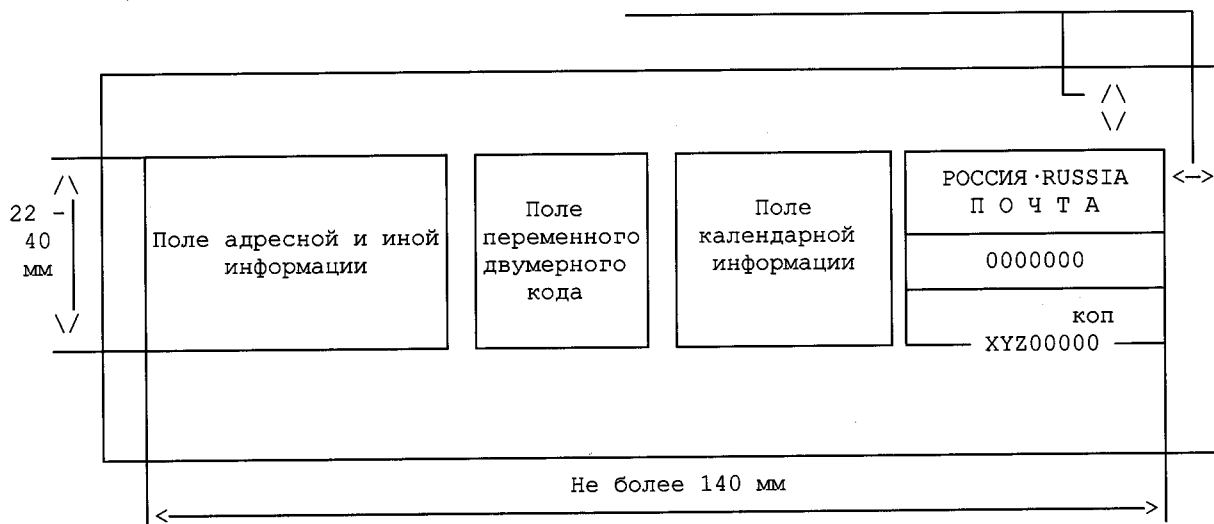 22 -
40
мм
Поле адресной и иной
информации
Поле
переменного
двумерного
кода
Поле
календарной
информации
РОССИЯ·RUSSIA
П О Ч Т А
0000000
коп
XYZ00000
Не более 140 мм